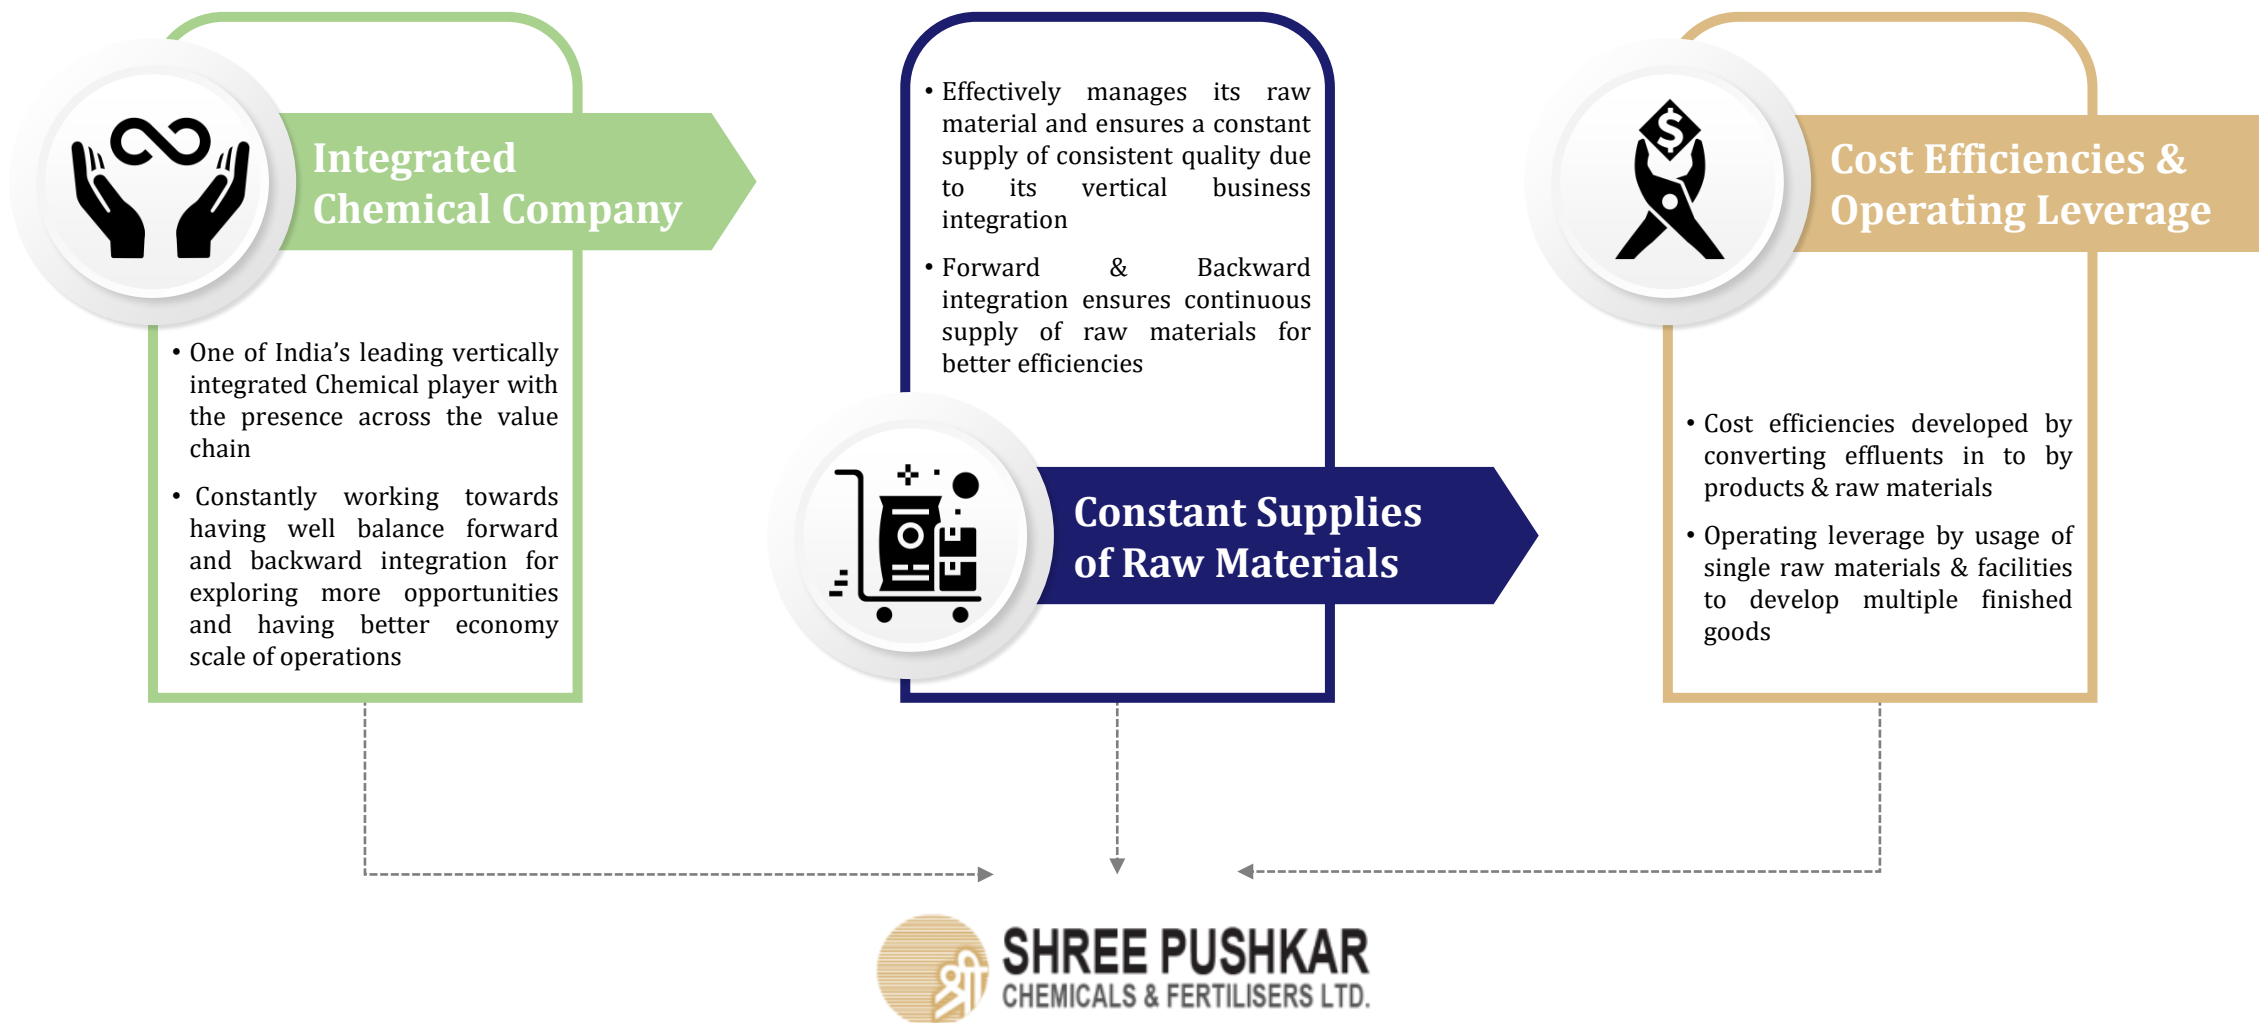 Integrated
Chemical Company
• One of India’s leading vertically
integrated Chemical player with
the presence across the value
chain
• Constantly working towards
having well balance forward
and backward integration for
exploring more opportunities
and having better economy
scale of operations
• Effectively manages its raw
material and ensures a constant
supply of consistent quality due
to its vertical business
integration
• Forward & Backward
integration ensures continuous
supply of raw materials for
better efficiencies
Constant Supplies
of Raw Materials
Cost Efficiencies &
Operating Leverage
• Cost efficiencies developed by
converting effluents in to by
products & raw materials
• Operating leverage by usage of
single raw materials & facilities
to develop multiple finished
goods
$
श्री
SHREE PUSHKAR
CHEMICALS & FERTILISERS LTD.